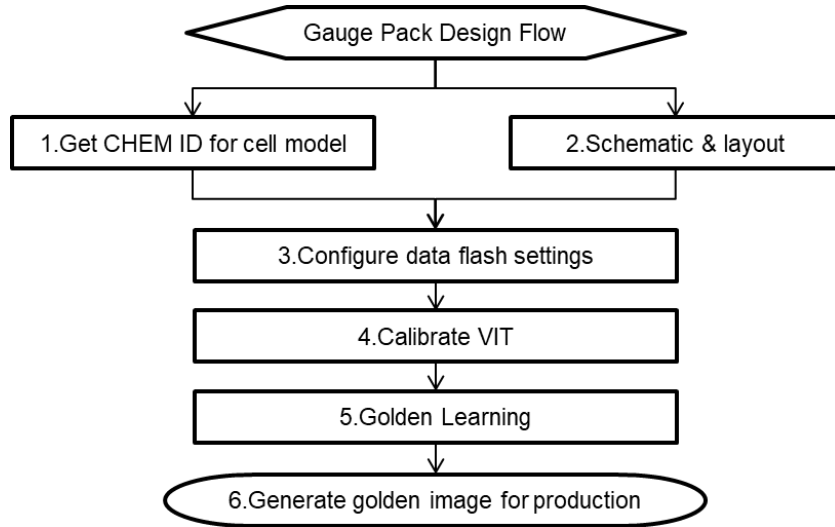 Gauge Pack Design Flow
1.Get CHEM ID for cell model
2.Schematic & layout
3.Configure data flash settings
4.Calibrate VIT
5.Golden Learning
6.Generate golden image for production